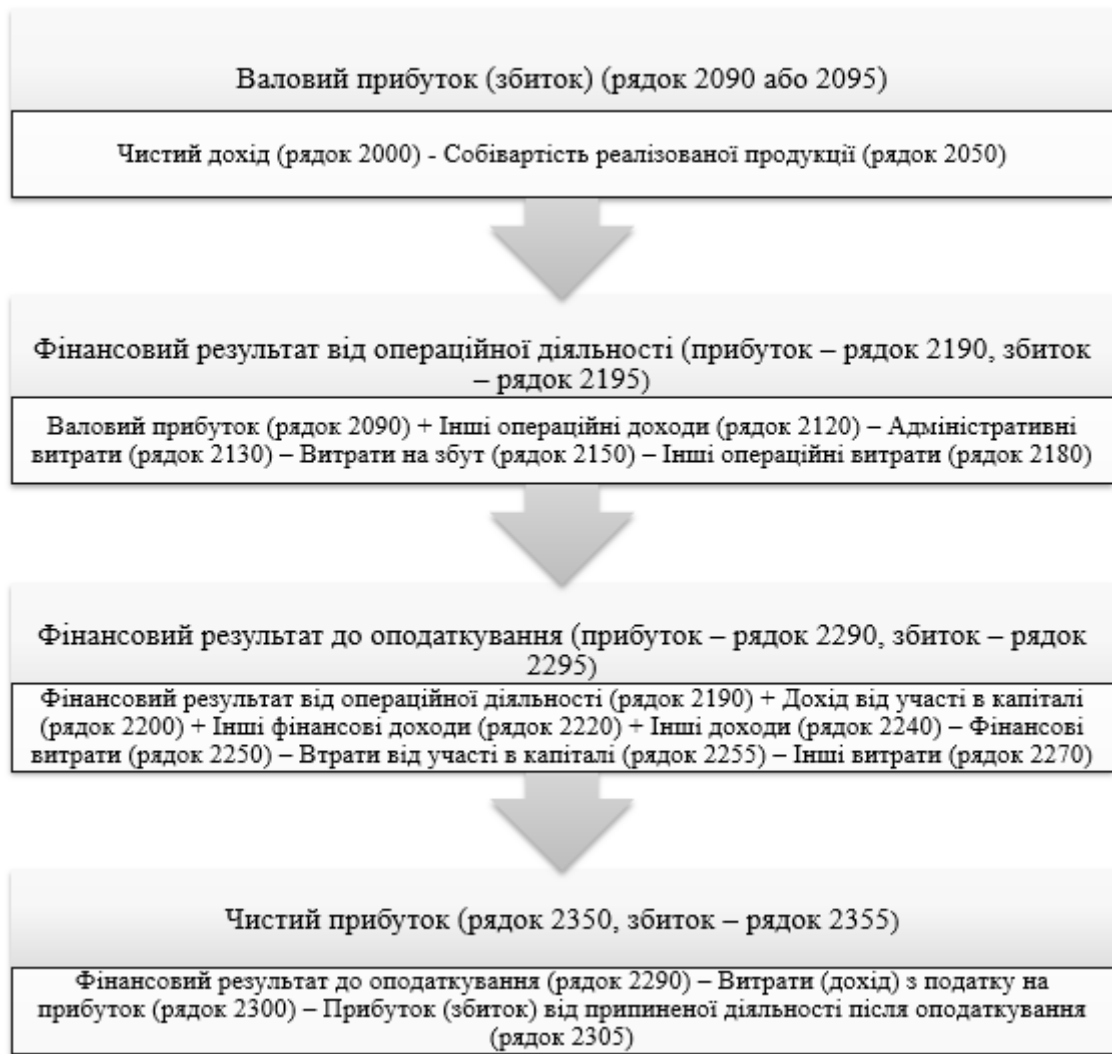 Валовий прибуток (збиток) (рядок 2090 або 2095)
Чистий дохід (рядок 2000) - Собівартість реалізованої продукції (рядок 2050)
Фінансовий результат від операційної діяльності (прибуток – рядок 2190, збиток
– рядок 2195)
Валовий прибуток (рядок 2090) + Інші операційні доходи (рядок 2120) – Адміністративні
витрати (рядок 2130) – Витрати на збут (рядок 2150) – Інші операційні витрати (рядок 2180)
Фінансовий результат до оподаткування (прибуток – рядок 2290, збиток – рядок
2295)
Фінансовий результат від операційної діяльності (рядок 2190) + Дохід від участі в капіталі
(рядок 2200) + Інші фінансові доходи (рядок 2220) + Інші доходи (рядок 2240) – Фінансові
витрати (рядок 2250) – Втрати від участі в капіталі (рядок 2255) – Інші витрати (рядок 2270)
Чистий прибуток (рядок 2350, збиток – рядок 2355)
Фінансовий результат до оподаткування (рядок 2290) – Витрати (дохід) з податку на
прибуток (рядок 2300) – Прибуток (збиток) від припиненої діяльності після оподаткування
(рядок 2305)